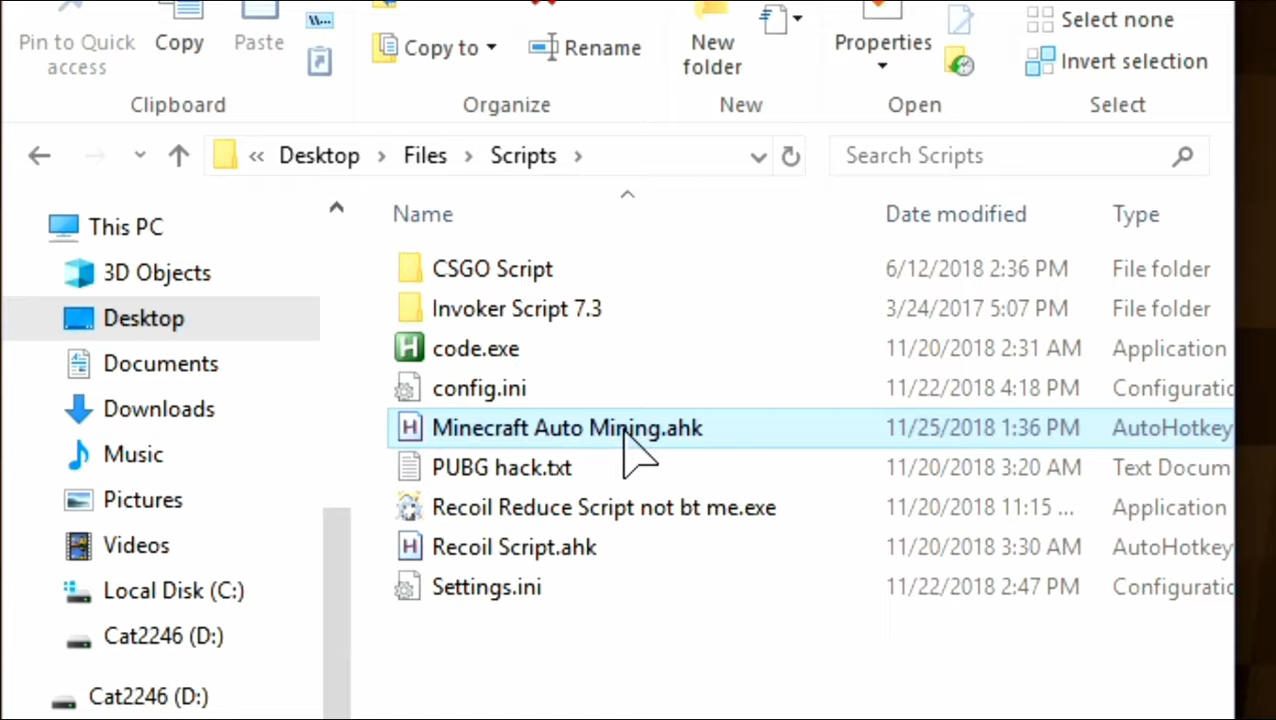 Pin to Quick access
Copy
Paste
Copy to
Rename
New folder
Properties
Select none
Invert selection
Clipboard
Organize
New
Open
Select
« Desktop > Files > Scripts >
Search Scripts
Name
Date modified
Type
This PC
3D Objects
Desktop
Documents
Downloads
Music
Pictures
Videos
Local Disk (C:)
Cat2246 (D:)
Cat2246 (D:)
CSGO Script 6/12/2018 2:36 PM File folder
Invoker Script 7.3 3/24/2017 5:07 PM File folder
code.exe 11/20/2018 2:31 AM Application
config.ini 11/22/2018 4:18 PM Configuratic
Minecraft Auto Mining.ahk 11/25/2018 1:36 PM AutoHotkey
PUBG hack.txt 11/20/2018 3:20 AM Text Docum
Recoil Reduce Script not bt me.exe 11/20/2018 11:15 ... Application
Recoil Script.ahk 11/20/2018 3:30 AM AutoHotkey
Settings.ini 11/22/2018 2:47 PM Configuratic